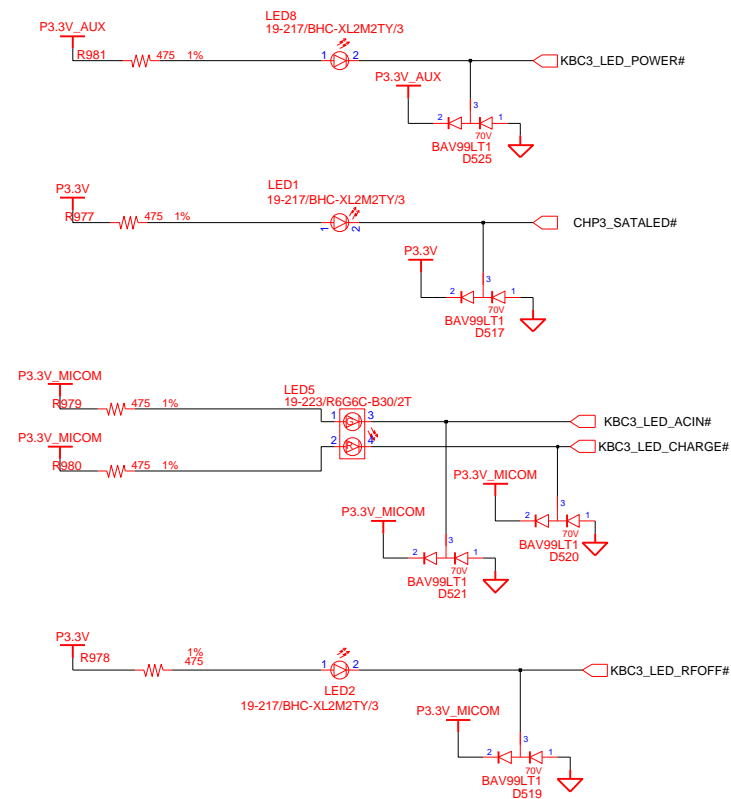 LED8
19-217/BHC-XL2M2TY/3
P3.3V_AUX
R981 475 1%
1 2
KBC3_LED_POWER#
P3.3V_AUX
3
2 1
70V
BAV99LT1
D525
LED1
19-217/BHC-XL2M2TY/3
P3.3V
R977 475 1%
1 2
CHP3_SATALED#
P3.3V
3
2 1
70V
BAV99LT1
D517
P3.3V_MICOM
LED5
19-223/R6G6C-B30/2T
R979 475 1%
1 G 3
KBC3_LED_ACIN#
P3.3V_MICOM
2 4
KBC3_LED_CHARGE#
R980 475 1%
P3.3V_MICOM
3
2 1
70V
BAV99LT1
D520
P3.3V_MICOM
3
2 1
70V
BAV99LT1
D521
P3.3V
R978
1%
475
1 2
KBC3_LED_RFOFF#
LED2
19-217/BHC-XL2M2TY/3
P3.3V_MICOM
3
2 1
70V
BAV99LT1
D519